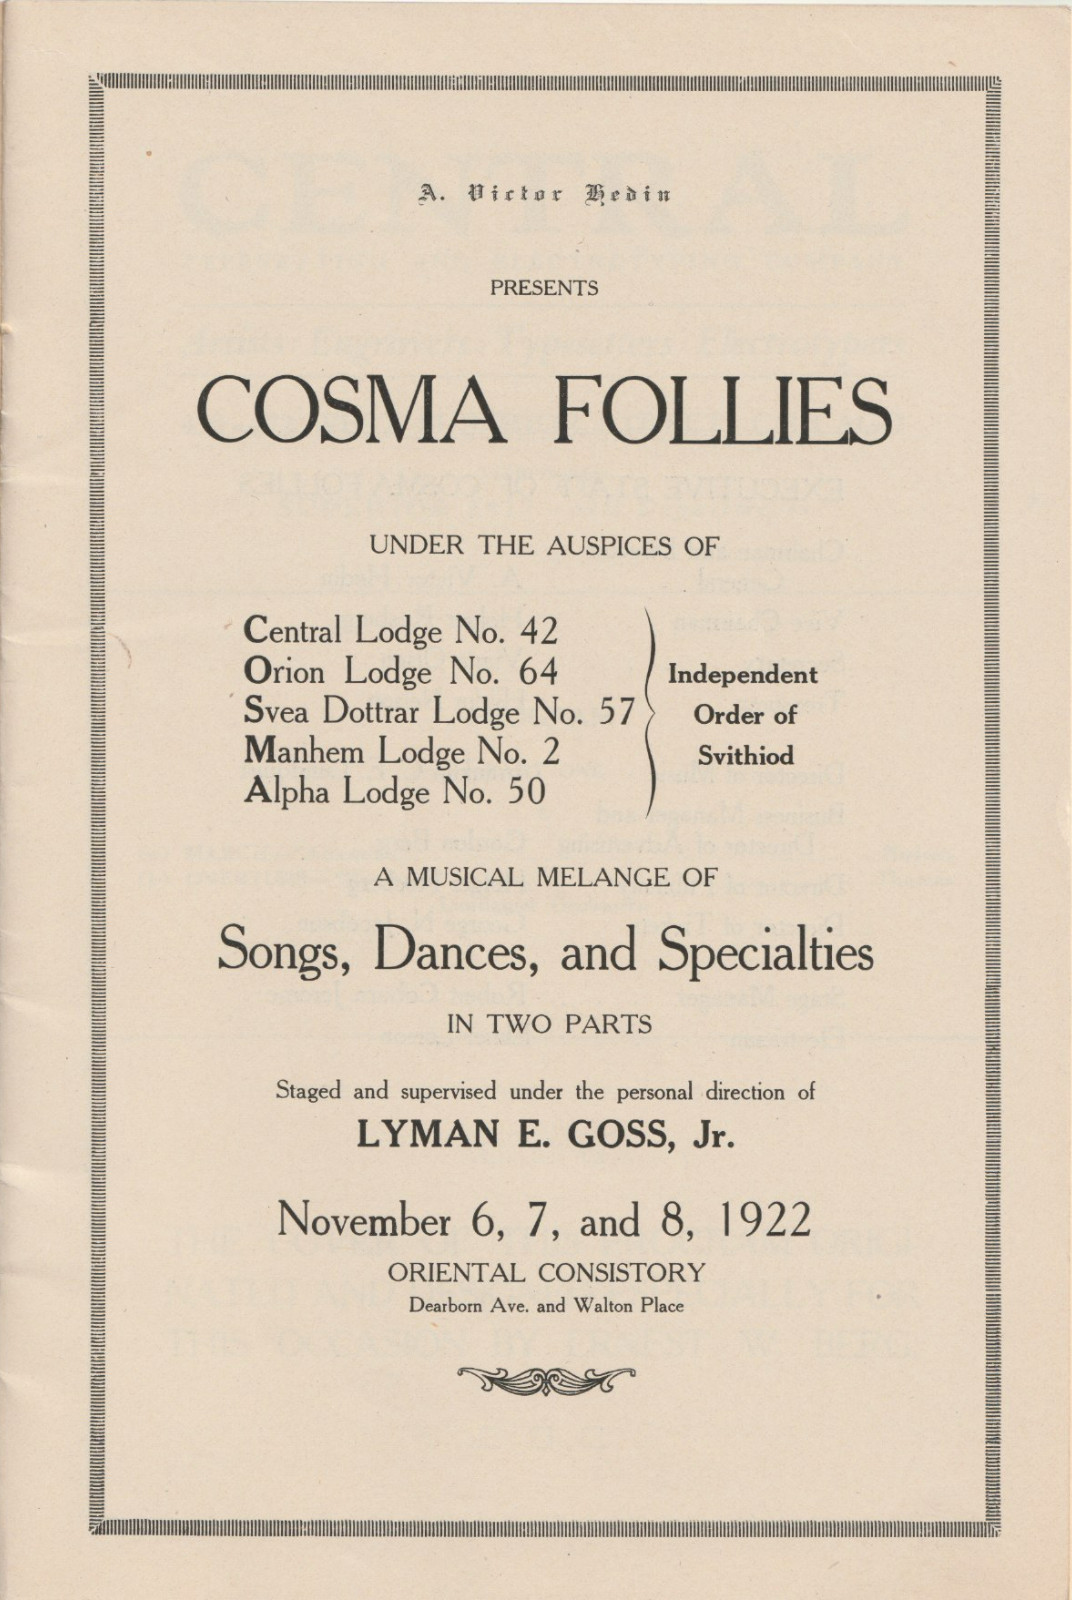 A. Victor Hedin
PRESENTS
COSMA FOLLIES
UNDER THE AUSPICES OF
Central Lodge No. 42
Orion Lodge No. 64
Svea Dottrar Lodge No. 57
Manhem Lodge No. 2
Alpha Lodge No. 50
Independent
Order of
Svithiod
A MUSICAL MELANGE OF
Songs, Dances, and Specialties
IN TWO PARTS
Staged and supervised under the personal direction of
LYMAN E. GOSS, Jr.
November 6, 7, and 8, 1922
ORIENTAL CONSISTORY
Dearborn Ave. and Walton Place